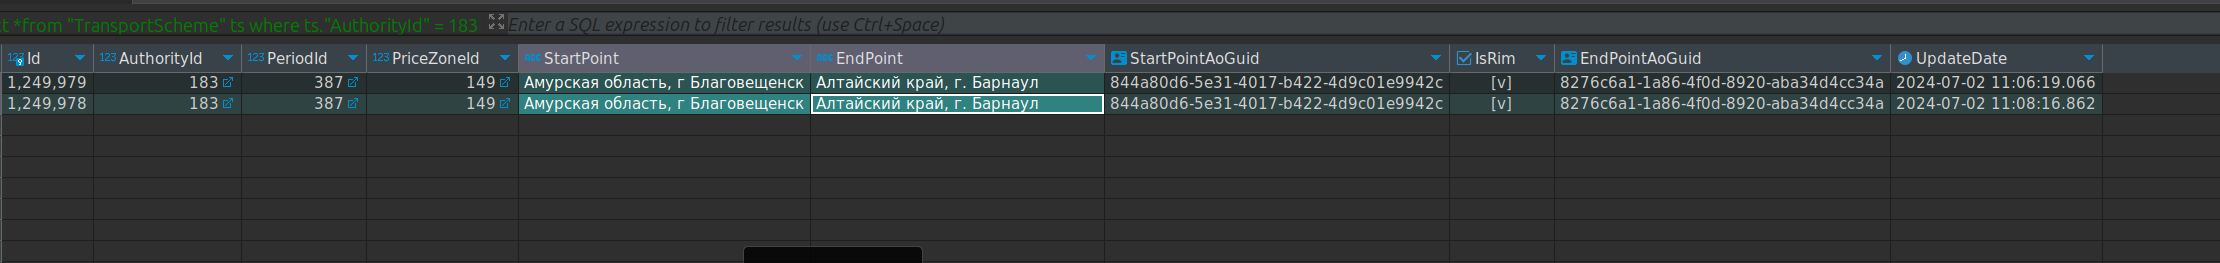 t *from "TransportScheme" ts where ts."AuthorityId" = 183 Enter a SQL expression to filter results (use Ctrl+Space)
123 Id 123 AuthorityId 123 PeriodId 123 PriceZoneId ABC StartPoint ABC EndPoint StartPointAoGuid IsRim EndPointAoGuid UpdateDate
1,249,979 183 387 149 Амурская область, г Благовещенск Алтайский край, г. Барнаул 844a80d6-5e31-4017-b422-4d9c01e9942c [v] 8276c6a1-1a86-4f0d-8920-aba34d4cc34a 2024-07-02 11:06:19.066
1,249,978 183 387 149 Амурская область, г Благовещенск Алтайский край, г. Барнаул 844a80d6-5e31-4017-b422-4d9c01e9942c [v] 8276c6a1-1a86-4f0d-8920-aba34d4cc34a 2024-07-02 11:08:16.862